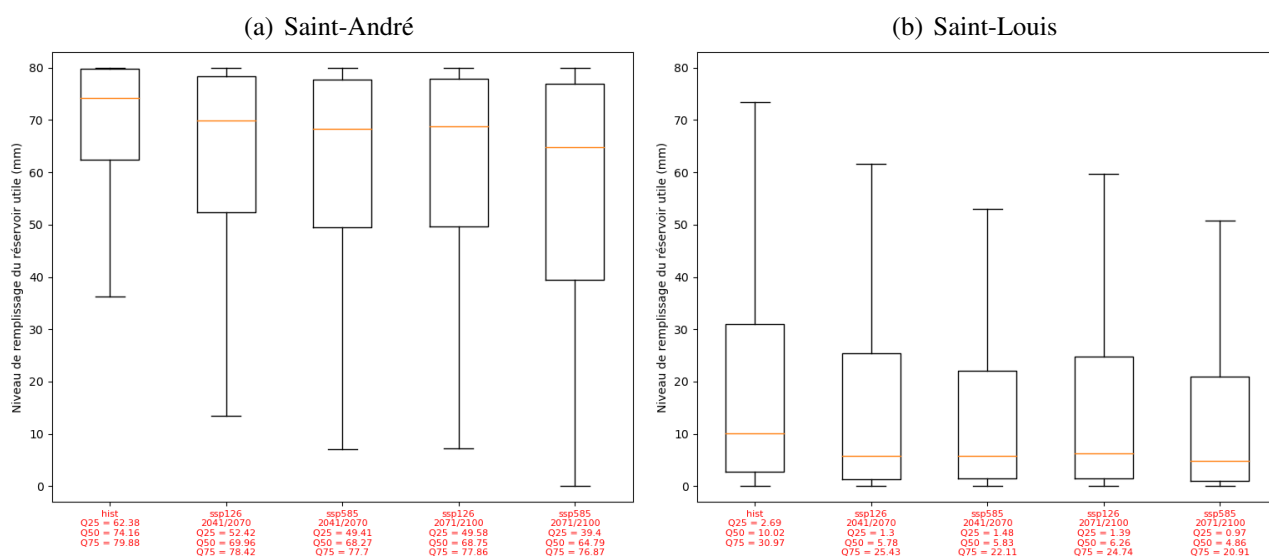 (a) Saint-André
Niveau de remplissage du réservoir utile (mm)
80
70
60
50
40
30
20
10
0
hist
Q25 = 62.38
Q50 = 74.16
Q75 = 79.88
ssp126
2041/2070
Q25 = 52.42
Q50 = 69.96
Q75 = 78.42
ssp585
2041/2070
Q25 = 49.41
Q50 = 68.27
Q75 = 77.7
ssp126
2071/2100
Q25 = 49.58
Q50 = 68.75
Q75 = 77.86
ssp585
2071/2100
Q25 = 39.4
Q50 = 64.79
Q75 = 76.87
(b) Saint-Louis
Niveau de remplissage du réservoir utile (mm)
80
70
60
50
40
30
20
10
0
hist
Q25 = 2.69
Q50 = 10.02
Q75 = 30.97
ssp126
2041/2070
Q25 = 1.3
Q50 = 5.78
Q75 = 25.43
ssp585
2041/2070
Q25 = 1.48
Q50 = 5.83
Q75 = 22.11
ssp126
2071/2100
Q25 = 1.39
Q50 = 6.26
Q75 = 24.74
ssp585
2071/2100
Q25 = 0.97
Q50 = 4.86
Q75 = 20.91